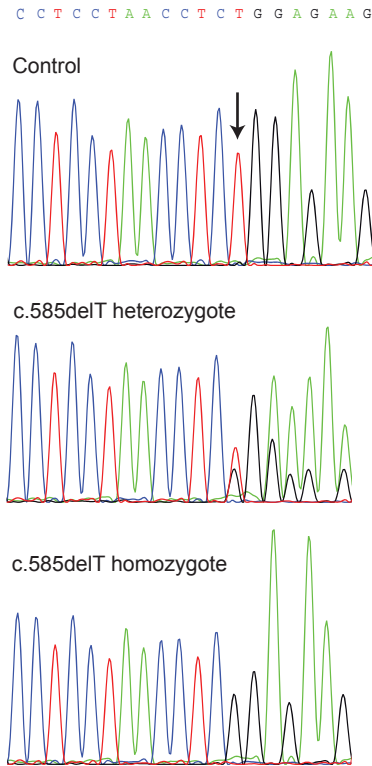 C C T C C T A A C C T C T G G A G A A G
Control
c.585delT heterozygote
c.585delT homozygote